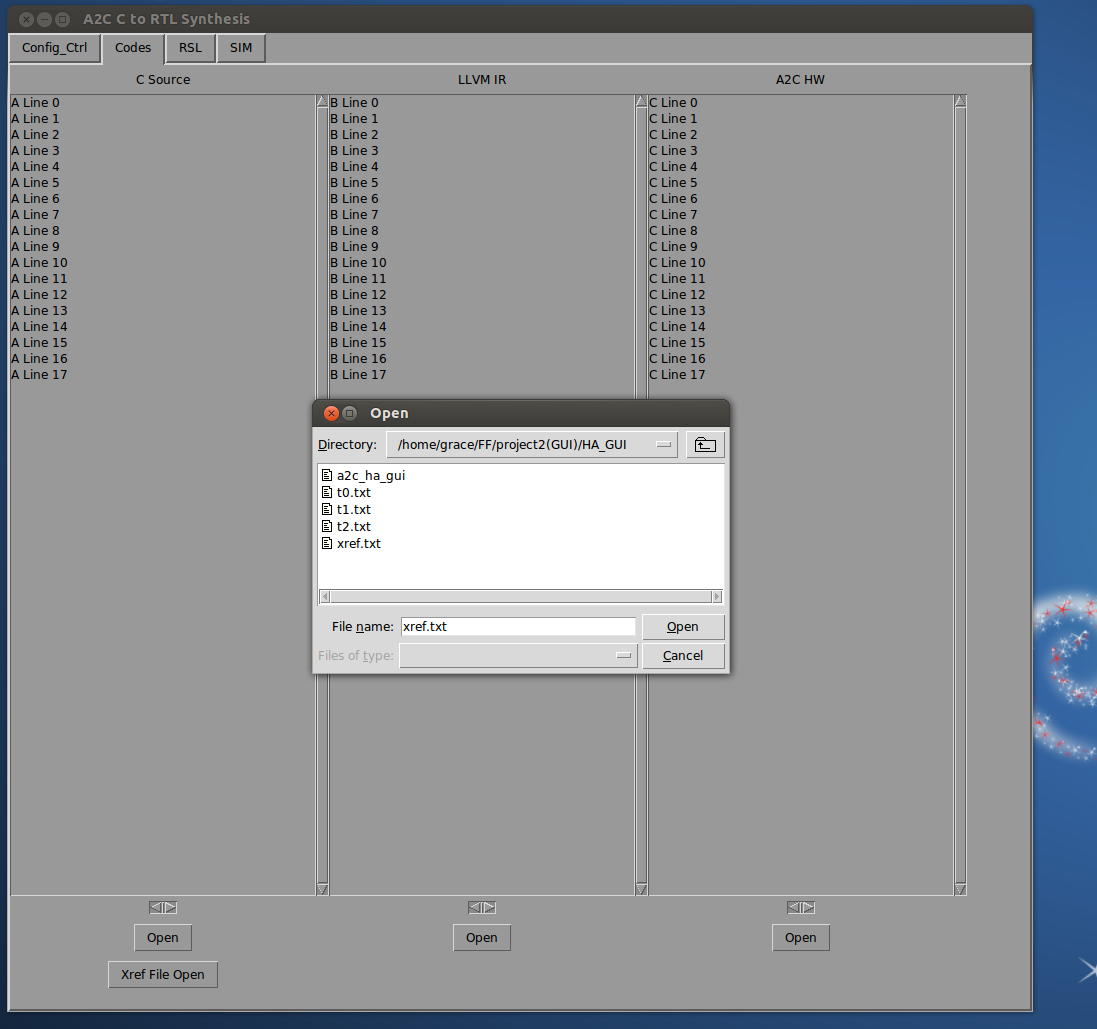 A2C C to RTL Synthesis
Config_Ctrl Codes RSL SIM
C Source LLVM IR A2C HW
A Line 0 B Line 0 C Line 0
A Line 1 B Line 1 C Line 1
A Line 2 B Line 2 C Line 2
A Line 3 B Line 3 C Line 3
A Line 4 B Line 4 C Line 4
A Line 5 B Line 5 C Line 5
A Line 6 B Line 6 C Line 6
A Line 7 B Line 7 C Line 7
A Line 8 B Line 8 C Line 8
A Line 9 B Line 9 C Line 9
A Line 10 B Line 10 C Line 10
A Line 11 B Line 11 C Line 11
A Line 12 B Line 12 C Line 12
A Line 13 B Line 13 C Line 13
A Line 14 B Line 14 C Line 14
A Line 15 B Line 15 C Line 15
A Line 16 B Line 16 C Line 16
A Line 17 B Line 17 C Line 17
Open
Directory: /home/grace/FF/project2(GUI)/HA_GUI
a2c_ha_gui
t0.txt
t1.txt
t2.txt
xref.txt
File name: xref.txt Open
Files of type: Cancel
Open Open Open
Xref File Open